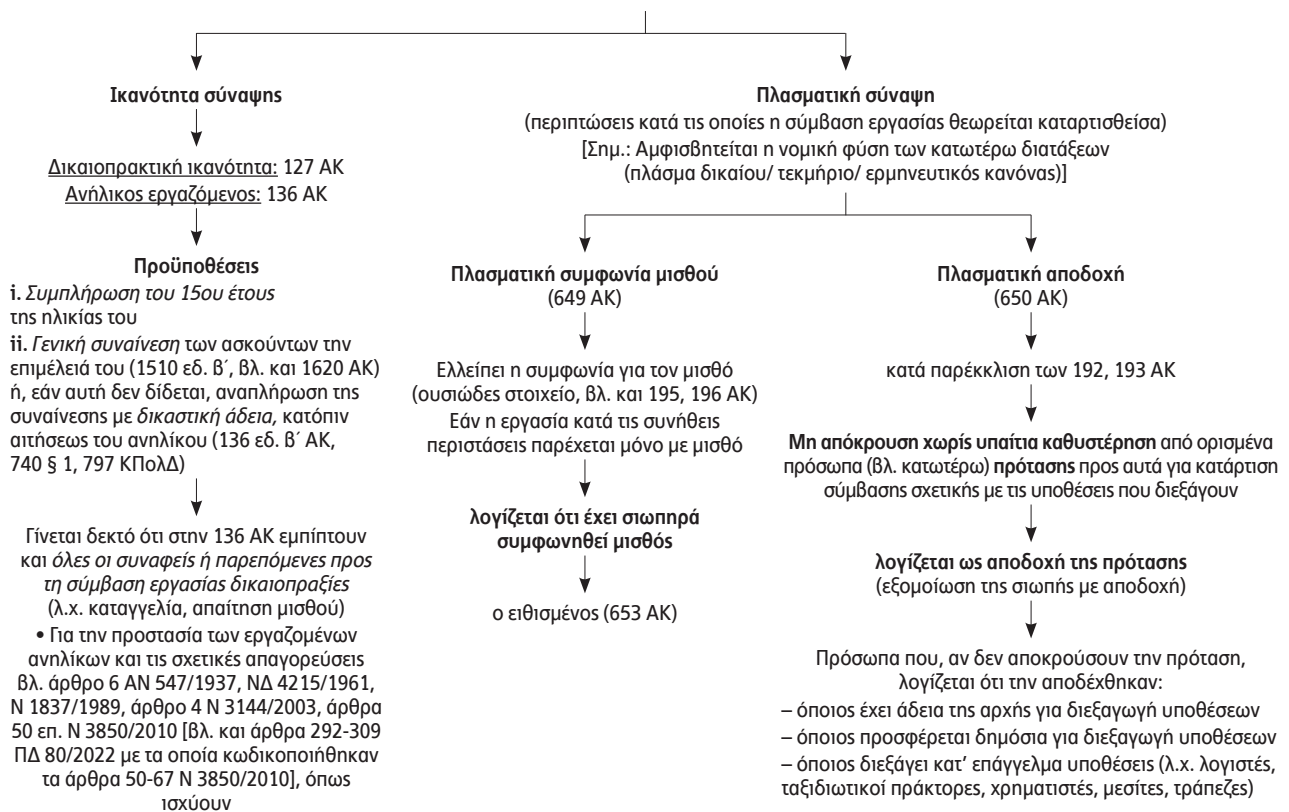 Ικανότητα σύναψης
Δικαιοπρακτική ικανότητα: 127 ΑΚ
Ανήλικος εργαζόμενος: 136 ΑΚ
Προϋποθέσεις
i. Συμπλήρωση του 15ου έτους
της ηλικίας του
ii. Γενική συναίνεση των ασκούντων την
επιμέλειά του (1510 εδ. β΄, βλ. και 1620 ΑΚ)
ή, εάν αυτή δεν δίδεται, αναπλήρωση της
συναίνεσης με δικαστική άδεια, κατόπιν
αιτήσεως του ανηλίκου (136 εδ. β΄ ΑΚ,
740 § 1, 797 ΚΠολΔ)
Γίνεται δεκτό ότι στην 136 ΑΚ εμπίπτουν
και όλες οι συναφείς ή παρεπόμενες προς
τη σύμβαση εργασίας δικαιοπραξίες
(λ.χ. καταγγελία, απαίτηση μισθού)
• Για την προστασία των εργαζομένων
ανηλίκων και τις σχετικές απαγορεύσεις
βλ. άρθρο 6 ΑΝ 547/1937, ΝΔ 4215/1961,
Ν 1837/1989, άρθρο 4 Ν 3144/2003, άρθρα
50 επ. Ν 3850/2010 [βλ. και άρθρα 292-309
ΠΔ 80/2022 με τα οποία κωδικοποιήθηκαν
τα άρθρα 50-67 Ν 3850/2010], όπως
ισχύουν
Πλασματική σύναψη
(περιπτώσεις κατά τις οποίες η σύμβαση εργασίας θεωρείται καταρτισθείσα)
[Σημ.: Αμφισβητείται η νομική φύση των κατωτέρω διατάξεων
(πλάσμα δικαίου/ τεκμήριο/ ερμηνευτικός κανόνας)]
Πλασματική συμφωνία μισθού
(649 ΑΚ)
Ελλείπει η συμφωνία για τον μισθό
(ουσιώδες στοιχείο, βλ. και 195, 196 ΑΚ)
Εάν η εργασία κατά τις συνήθεις
περιστάσεις παρέχεται μόνο με μισθό
λογίζεται ότι έχει σιωπηρά
συμφωνηθεί μισθός
ο ειθισμένος (653 ΑΚ)
Πλασματική αποδοχή
(650 ΑΚ)
κατά παρέκκλιση των 192, 193 ΑΚ
Μη απόκρουση χωρίς υπαίτια καθυστέρηση από ορισμένα
πρόσωπα (βλ. κατωτέρω) πρότασης προς αυτά για κατάρτιση
σύμβασης σχετικής με τις υποθέσεις που διεξάγουν
λογίζεται ως αποδοχή της πρότασης
(εξομοίωση της σιωπής με αποδοχή)
Πρόσωπα που, αν δεν αποκρούσουν την πρόταση,
λογίζεται ότι την αποδέχθηκαν:
– όποιος έχει άδεια της αρχής για διεξαγωγή υποθέσεων
– όποιος προσφέρεται δημόσια για διεξαγωγή υποθέσεων
– όποιος διεξάγει κατ’ επάγγελμα υποθέσεις (λ.χ. λογιστές,
ταξιδιωτικοί πράκτορες, χρηματιστές, μεσίτες, τράπεζες)